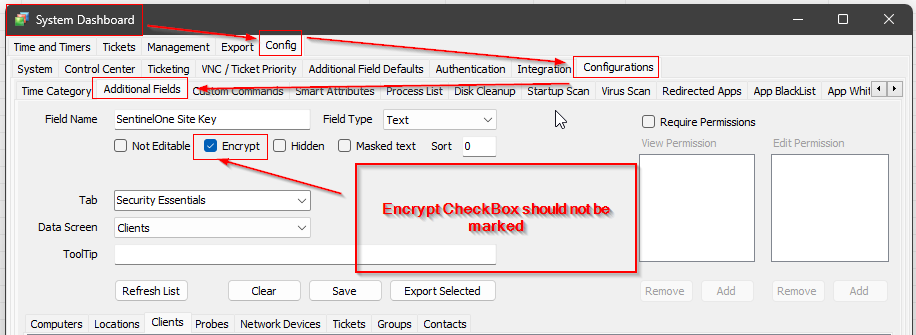 System Dashboard
Time and Timers Tickets Management Export Config
System Control Center Ticketing VNC / Ticket Priority Additional Field Defaults Authentication Integration Configurations
Time Category Additional Fields Custom Commands Smart Attributes Process List Disk Cleanup Startup Scan Virus Scan Redirected Apps App BlackList App Whit
Field Name SentinelOne Site Key Field Type Text Require Permissions
Not Editable Encrypt Hidden Masked text Sort 0 View Permission Edit Permission
Tab Security Essentials
Encrypt CheckBox should not be
marked
Data Screen Clients
ToolTip
Refresh List Clear Save Export Selected Remove Add Remove Add
Computers Locations Clients Probes Network Devices Tickets Groups Contacts